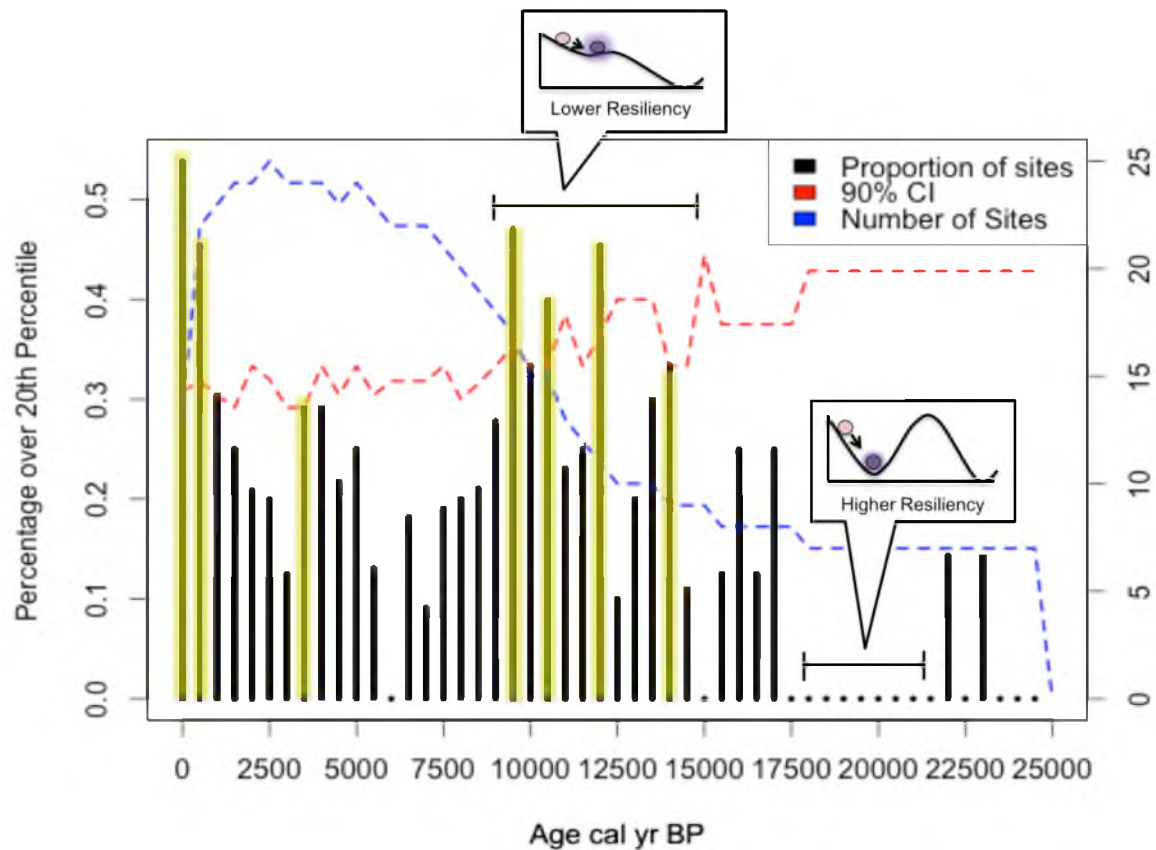 Lower Resiliency
Proportion of sites
90% CI
Number of Sites
Higher Resiliency
Percentage over 20th Percentile
0.0
0.1
0.2
0.3
0.4
0.5
0
5
10
15
20
25
0 2500 5000 7500 10000 12500 15000 17500 20000 22500 25000
Age cal yr BP